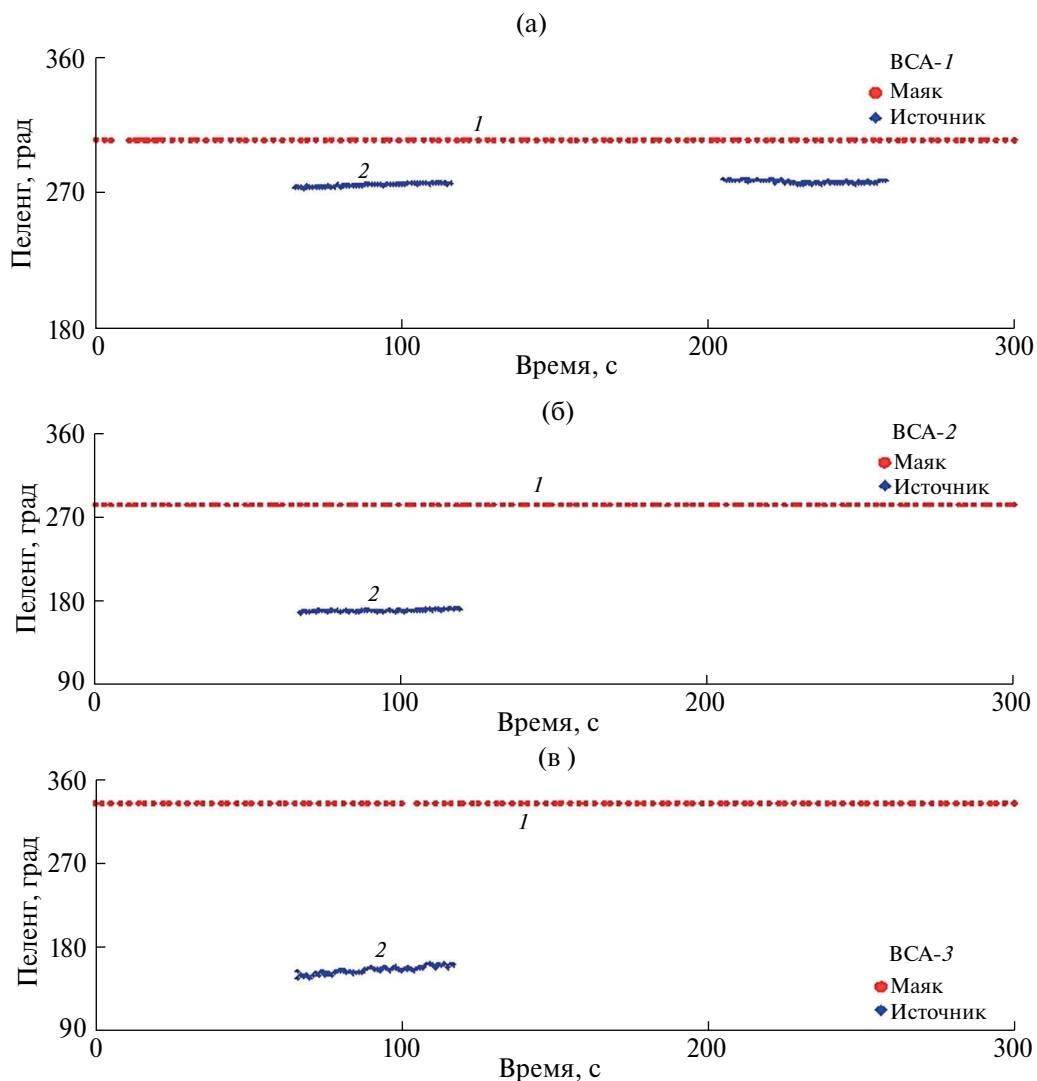 (а)
360
270
180
Пеленг, град
ВСА-1
Маяк
Источник
1
2
0
100
200
300
Время, с
(б)
360
270
180
90
Пеленг, град
ВСА-2
Маяк
Источник
1
2
0
100
200
300
Время, с
(в )
360
270
180
90
Пеленг, град
1
2
ВСА-3
Маяк
Источник
0
100
200
300
Время, с